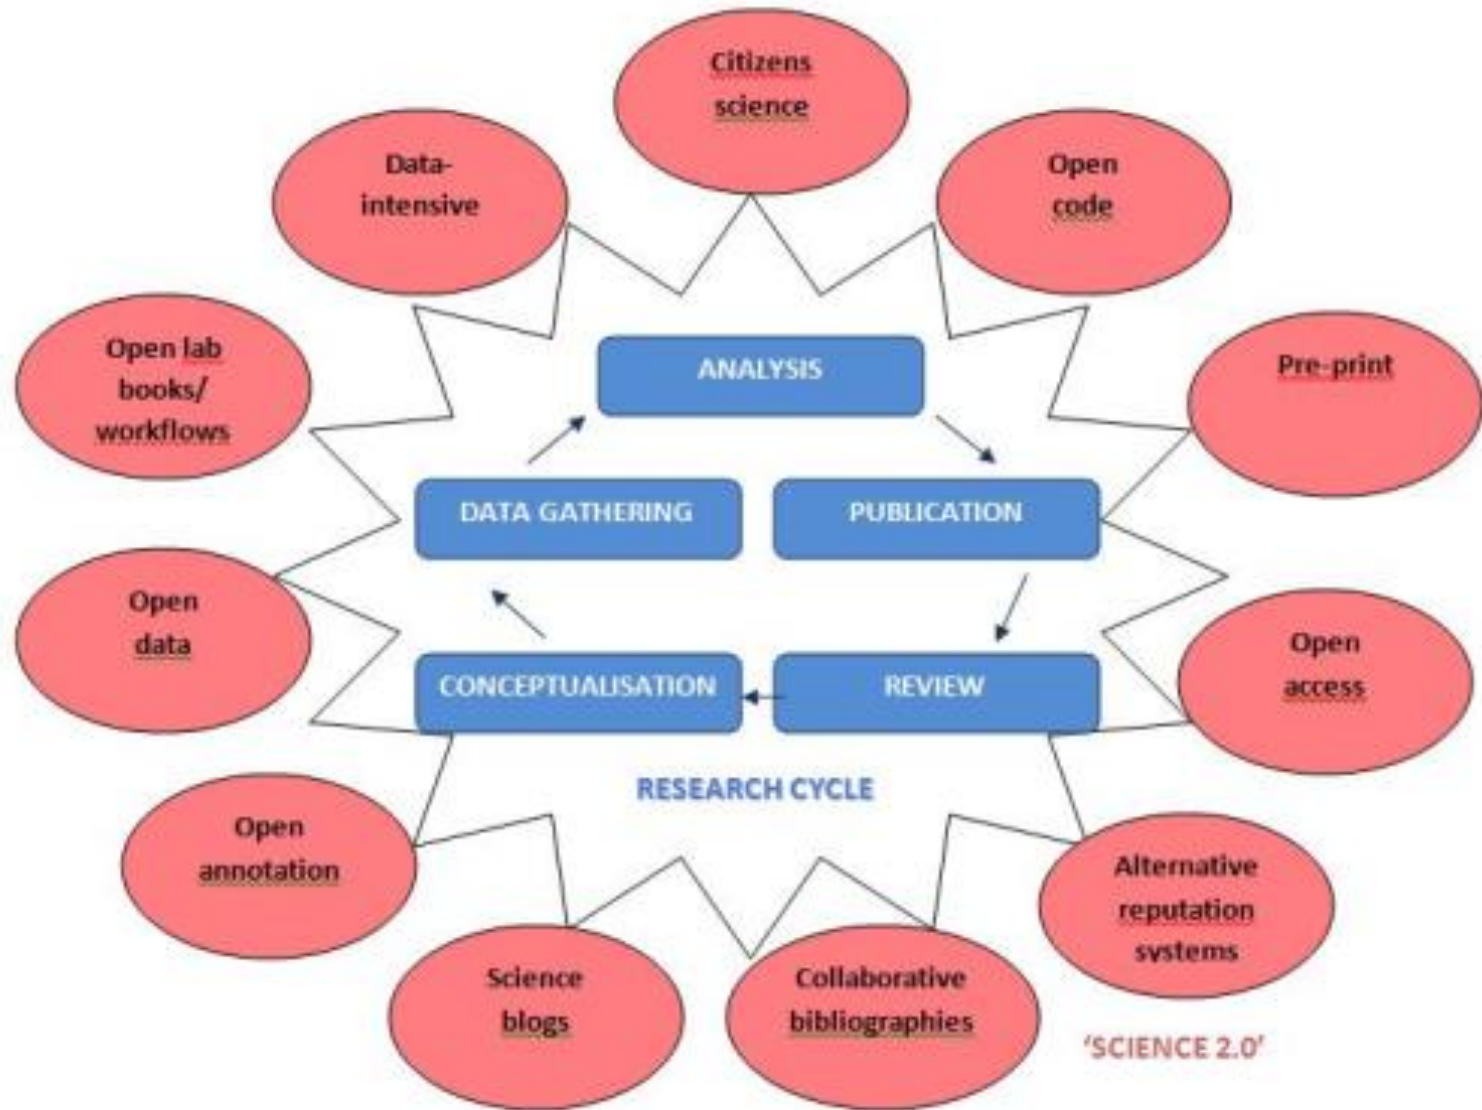 Citizens
science
Data-
intensive
Open
code
Open lab
books/
workflows
ANALYSIS
Pre-print
DATA GATHERING
PUBLICATION
Open
data
Open
access
CONCEPTUALISATION
REVIEW
RESEARCH CYCLE
Open
annotation
Alternative
reputation
systems
Science
blogs
Collaborative
bibliographies
'SCIENCE 2.0'